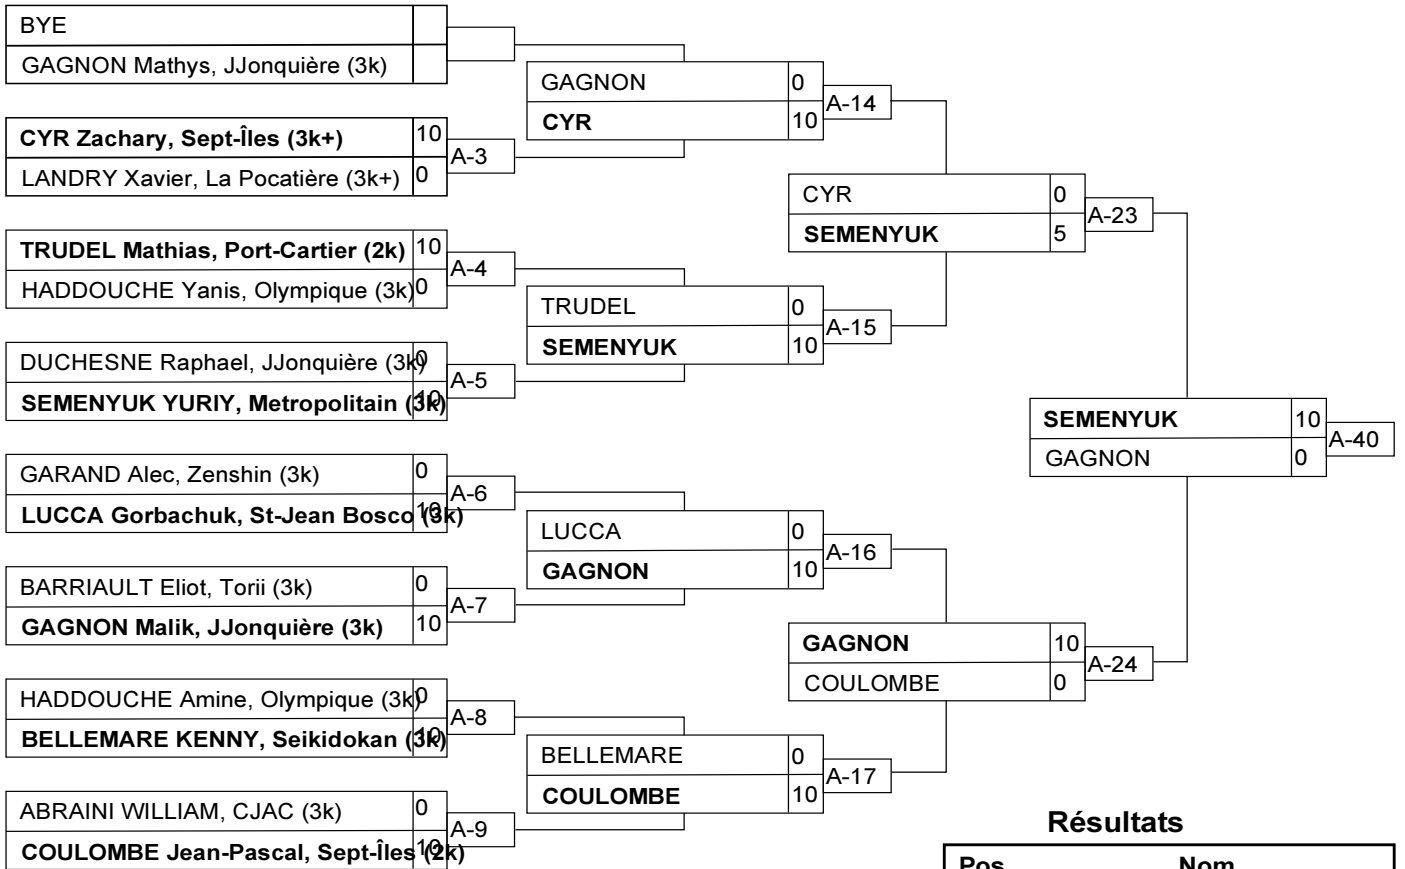 BYE
GAGNON Mathys, JJonquière (3k)
CYR Zachary, Sept-Îles (3k+) 10
A-3
LANDRY Xavier, La Pocatière (3k+) 0
TRUDEL Mathias, Port-Cartier (2k) 10
A-4
HADDOUCHE Yanis, Olympique (3k) 0
DUCHESNE Raphael, JJonquière (3k) 0
A-5
SEMENYUK YURIY, Metropolitain (3k) 10
GARAND Alec, Zenshin (3k) 0
A-6
LUCCA Gorbachuk, St-Jean Bosco (3k) 10
BARRIAULT Eliot, Torii (3k) 0
A-7
GAGNON Malik, JJonquière (3k) 10
HADDOUCHE Amine, Olympique (3k) 0
A-8
BELLEMARE KENNY, Seikidokan (3k) 10
ABRAINI WILLIAM, CJAC (3k) 0
A-9
COULOMBE Jean-Pascal, Sept-Îles (2k) 10
GAGNON 0
A-14
CYR 10
TRUDEL 0
A-15
SEMENYUK 10
LUCCA 0
A-16
GAGNON 10
BELLEMARE 0
A-17
COULOMBE 10
CYR 0
A-23
SEMENYUK 5
GAGNON 10
A-24
COULOMBE 0
SEMENYUK 10
A-40
GAGNON 0
Résultats
Pos Nom